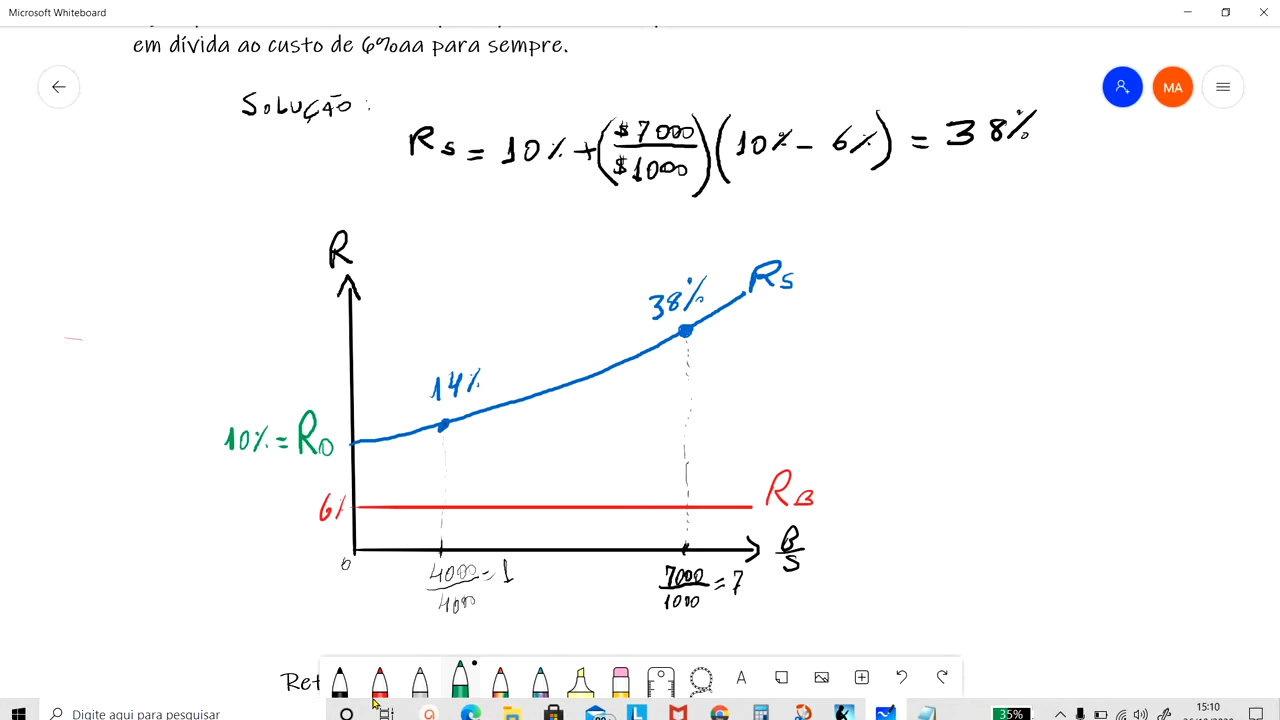 Microsoft Whiteboard
em dívida ao custo de 6%aa para sempre.
MA
SOLUÇÃO:
Rs = 10% + ($7000/$1000)(10% - 6%) = 38%
R
Rs
38%
14%
10% = R0
6%
RB
B/S
0
4000/4000 = 1
7000/1000 = 7
Ret
A
Digite aqui para pesquisar
35%
15:10